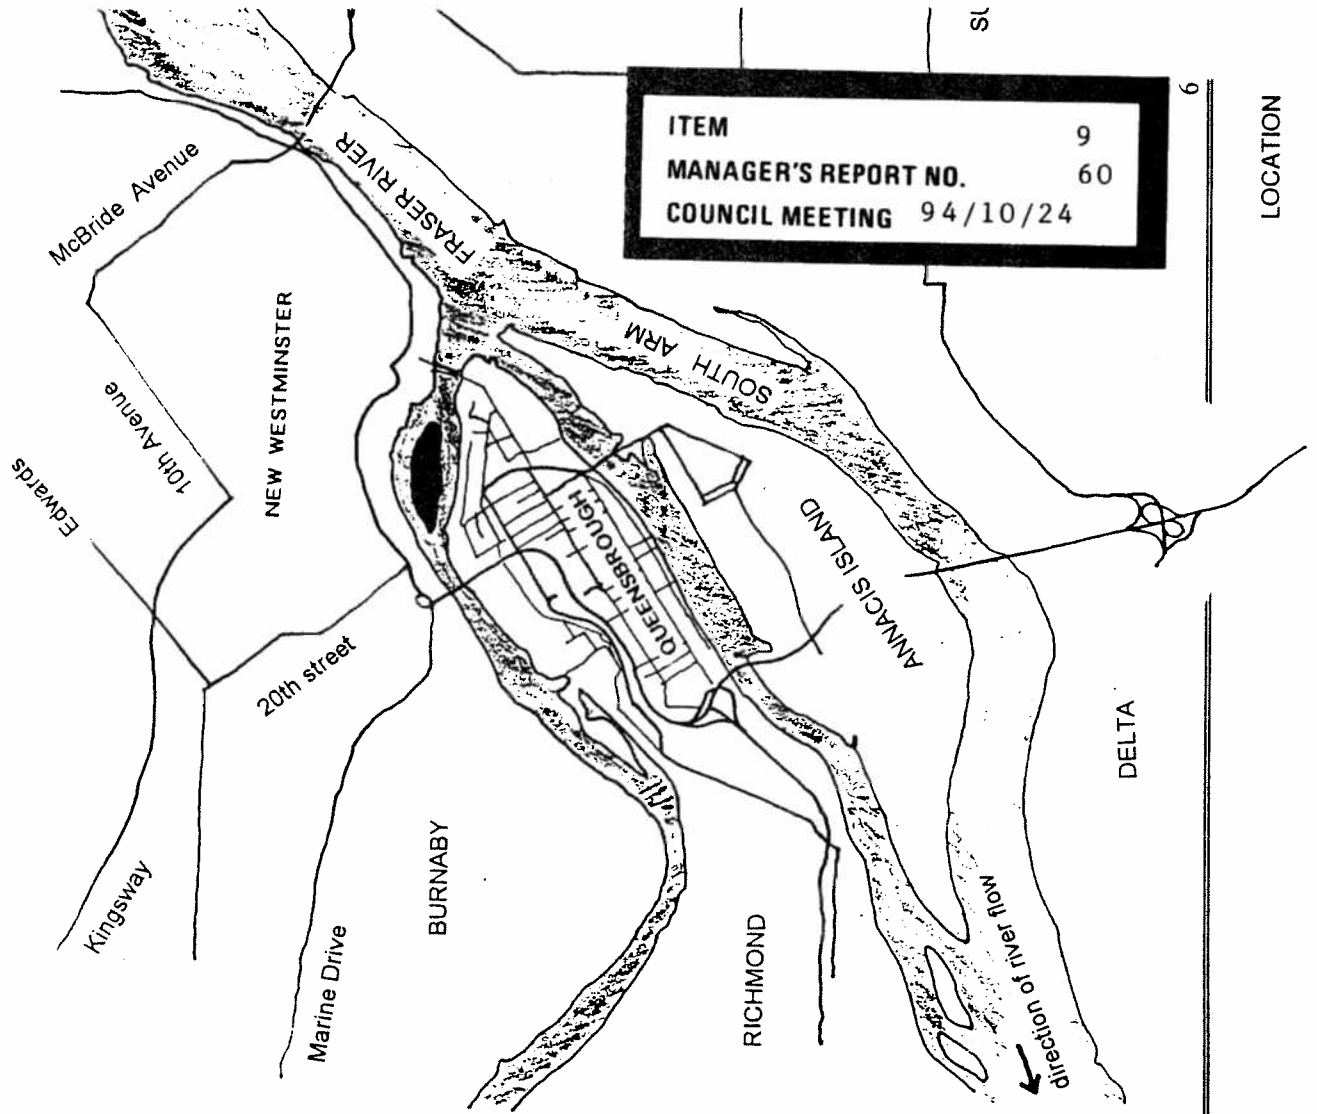 SU
6
LOCATION
ITEM 9
MANAGER'S REPORT NO. 60
COUNCIL MEETING 94/10/24
McBride Avenue
FRASER RIVER
NEW WESTMINSTER
10th Avenue
Edwards
SOUTH ARM
QUEENSBROUGH
ANNACIS ISLAND
20th street
DELTA
BURNABY
Kingsway
Marine Drive
RICHMOND
direction of river flow